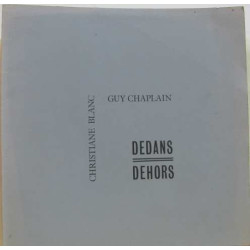 CHRISTIANE BLANC
GUY CHAPLAIN
DEDANS
DEHORS